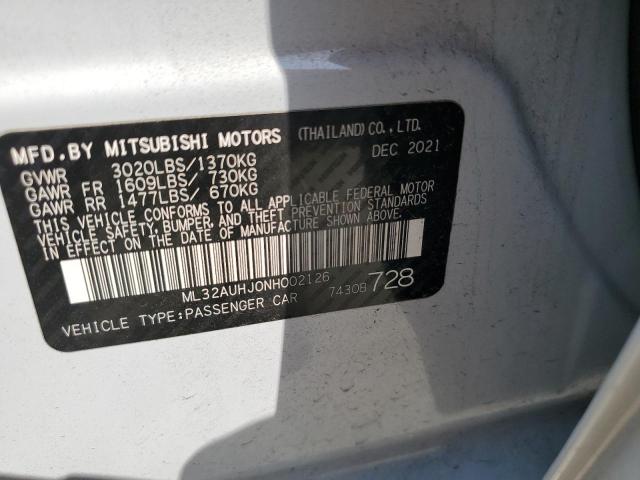 MFD.BY MITSUBISHI MOTORS (THAILAND)CO.,LTD.
DEC 2021
GVWR 3020LBS/1370KG
GAWR FR 1609LBS/ 730KG
GAWR RR 1477LBS/ 670KG
THIS VEHICLE CONFORMS TO ALL APPLICABLE FEDERAL MOTOR
VEHICLE SAFETY, BUMPER, AND THEFT PREVENTION STANDARDS
IN EFFECT ON THE DATE OF MANUFACTURE SHOWN ABOVE.
ML32AUHJ0NH002126
74308 728
VEHICLE TYPE:PASSENGER CAR